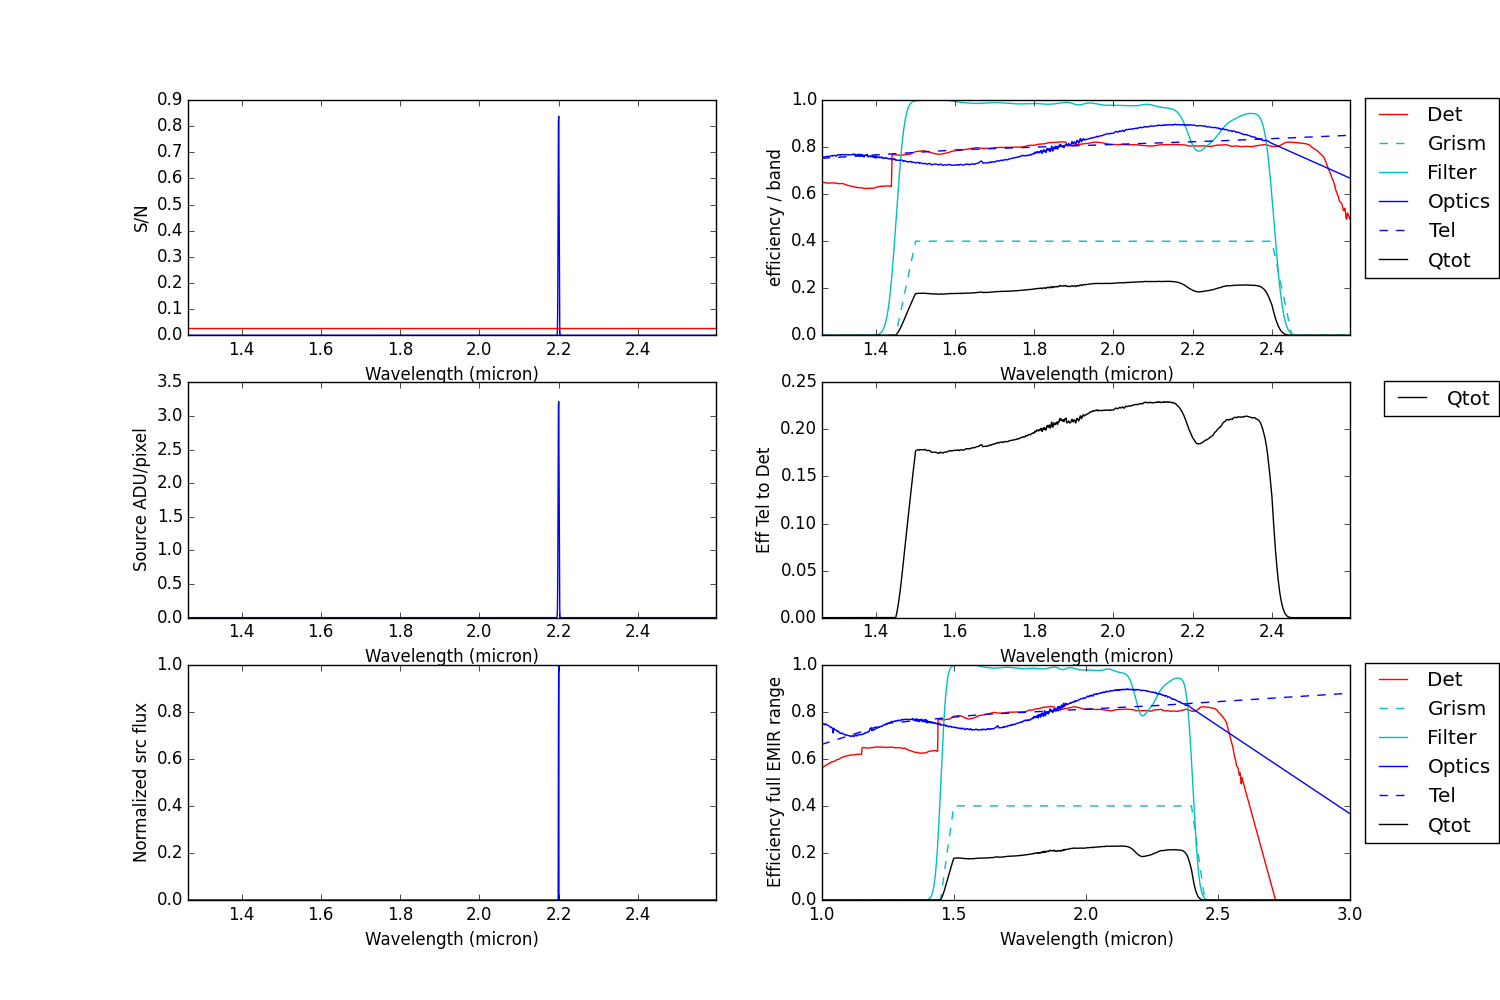 0.9
0.8
0.7
0.6
0.5
0.4
0.3
0.2
0.1
0.0
S/N
1.4 1.6 1.8 2.0 2.2 2.4
Wavelength (micron)
1.0
0.8
0.6
0.4
0.2
0.0
efficiency / band
1.4 1.6 1.8 2.0 2.2 2.4
Wavelength (micron)
Det
Grism
Filter
Optics
Tel
Qtot
3.5
3.0
2.5
2.0
1.5
1.0
0.5
0.0
Source ADU/pixel
1.4 1.6 1.8 2.0 2.2 2.4
Wavelength (micron)
0.25
0.20
0.15
0.10
0.05
0.00
Eff Tel to Det
1.4 1.6 1.8 2.0 2.2 2.4
Wavelength (micron)
Qtot
1.0
0.8
0.6
0.4
0.2
0.0
Normalized src flux
1.4 1.6 1.8 2.0 2.2 2.4
Wavelength (micron)
1.0
0.8
0.6
0.4
0.2
0.0
Efficiency full EMIR range
1.0 1.5 2.0 2.5 3.0
Wavelength (micron)
Det
Grism
Filter
Optics
Tel
Qtot